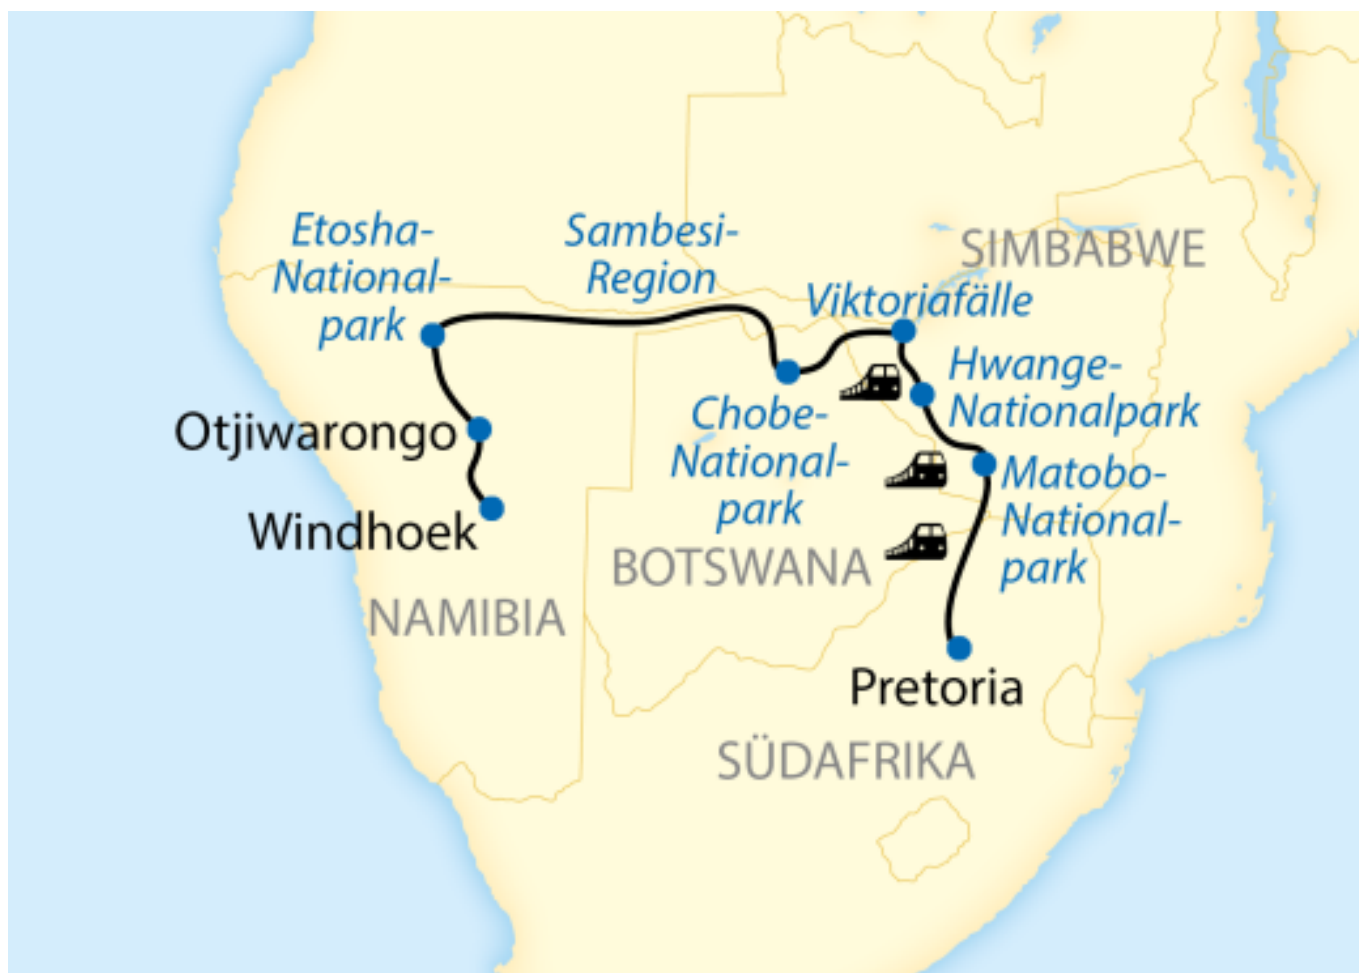 Etosha-
National-
park
Sambesi-
Region
SIMBABWE
Viktoriafälle
Hwange-
Nationalpark
Chobe-
National-
park
Otjiwarongo
Matobo-
National-
park
Windhoek
BOTSWANA
NAMIBIA
Pretoria
SÜDAFRIKA